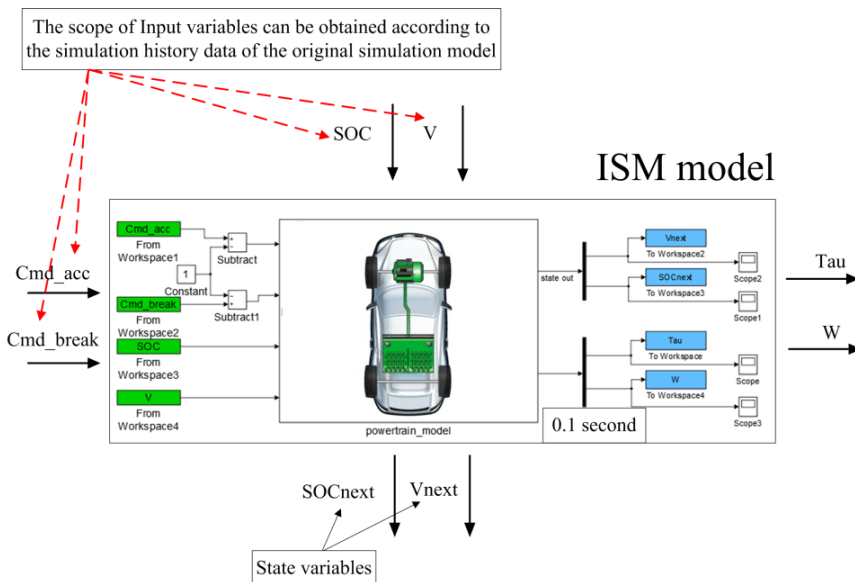 The scope of Input variables can be obtained according to
the simulation history data of the original simulation model
SOC
V
ISM model
Cmd_acc
From
Workspace1
Subtract
1
Constant
Cmd_break
From
Workspace2
Subtract1
SOC
From
Workspace3
V
From
Workspace4
powertrain_model
state out
Vnext
To Workspace2
Scope2
SOCnext
To Workspace3
Scope1
Tau
To Workspace
Scope
W
To Workspace4
Scope3
0.1 second
Cmd_acc
Cmd_break
Tau
W
SOCnext
Vnext
State variables